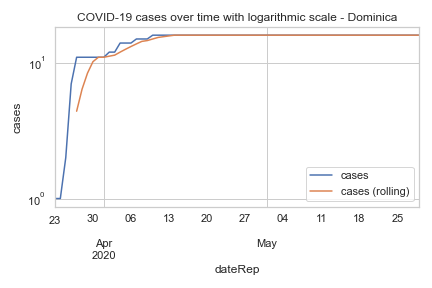 COVID-19 cases over time with logarithmic scale - Dominica
cases
10¹
10⁰
cases
cases (rolling)
23 30 06 13 20 27 04 11 18 25
Apr May
2020
dateRep